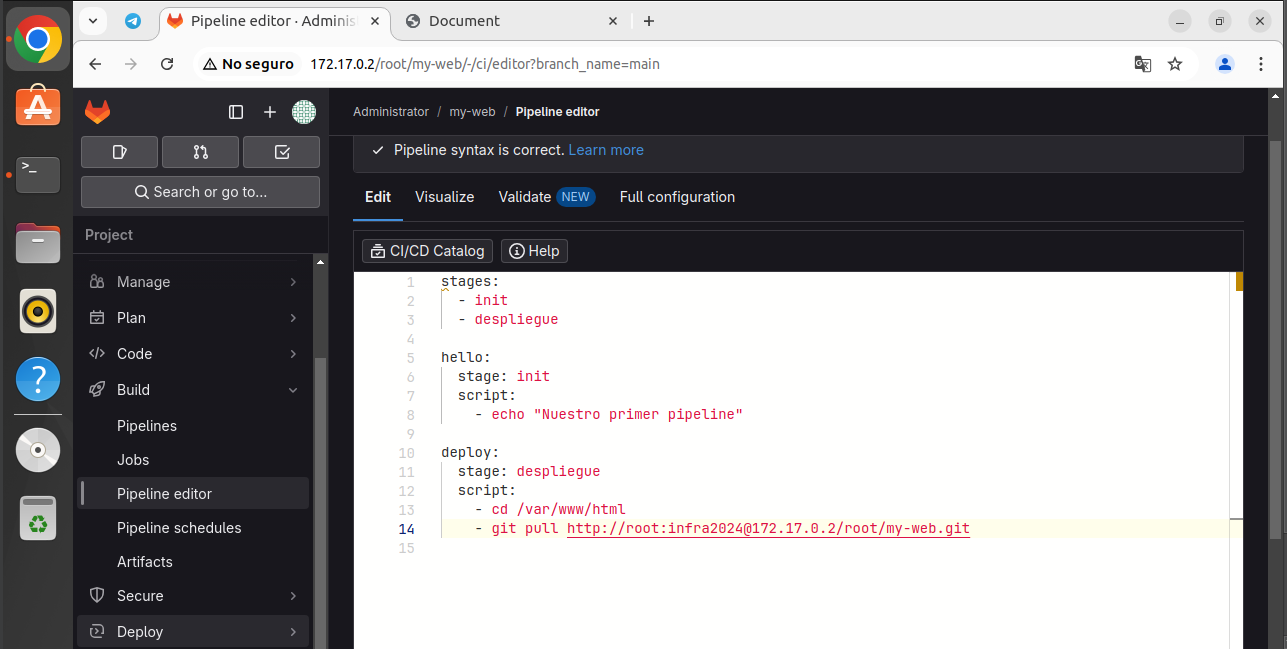 Pipeline editor · Adminis
Document
No seguro
172.17.0.2/root/my-web/-/ci/editor?branch_name=main
Administrator / my-web / Pipeline editor
Search or go to...
Project
Manage
Plan
Code
Build
Pipelines
Jobs
Pipeline editor
Pipeline schedules
Artifacts
Secure
Deploy
Pipeline syntax is correct. Learn more
Edit Visualize Validate NEW Full configuration
CI/CD Catalog Help
1 stages:
2 - init
3 - despliegue
4
5 hello:
6 stage: init
7 script:
8 - echo "Nuestro primer pipeline"
9
10 deploy:
11 stage: despliegue
12 script:
13 - cd /var/www/html
14 - git pull http://root:infra2024@172.17.0.2/root/my-web.git
15